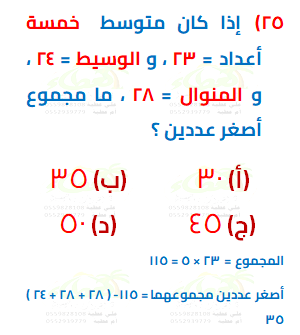 ٢٥) إذا كان متوسط خمسة
أعداد = ٢٣ ، و الوسيط = ٢٤ ،
و المنوال = ٢٨ ، ما مجموع
أصغر عددين ؟
(أ) ٣٠ (ب) ٣٥
(ج) ٤٥ (د) ٥٠
المجموع = ٢٣ × ٥ = ١١٥
أصغر عددين مجموعهما = ١١٥ - ( ٢٨ + ٢٨ + ٢٤ )
٣٥